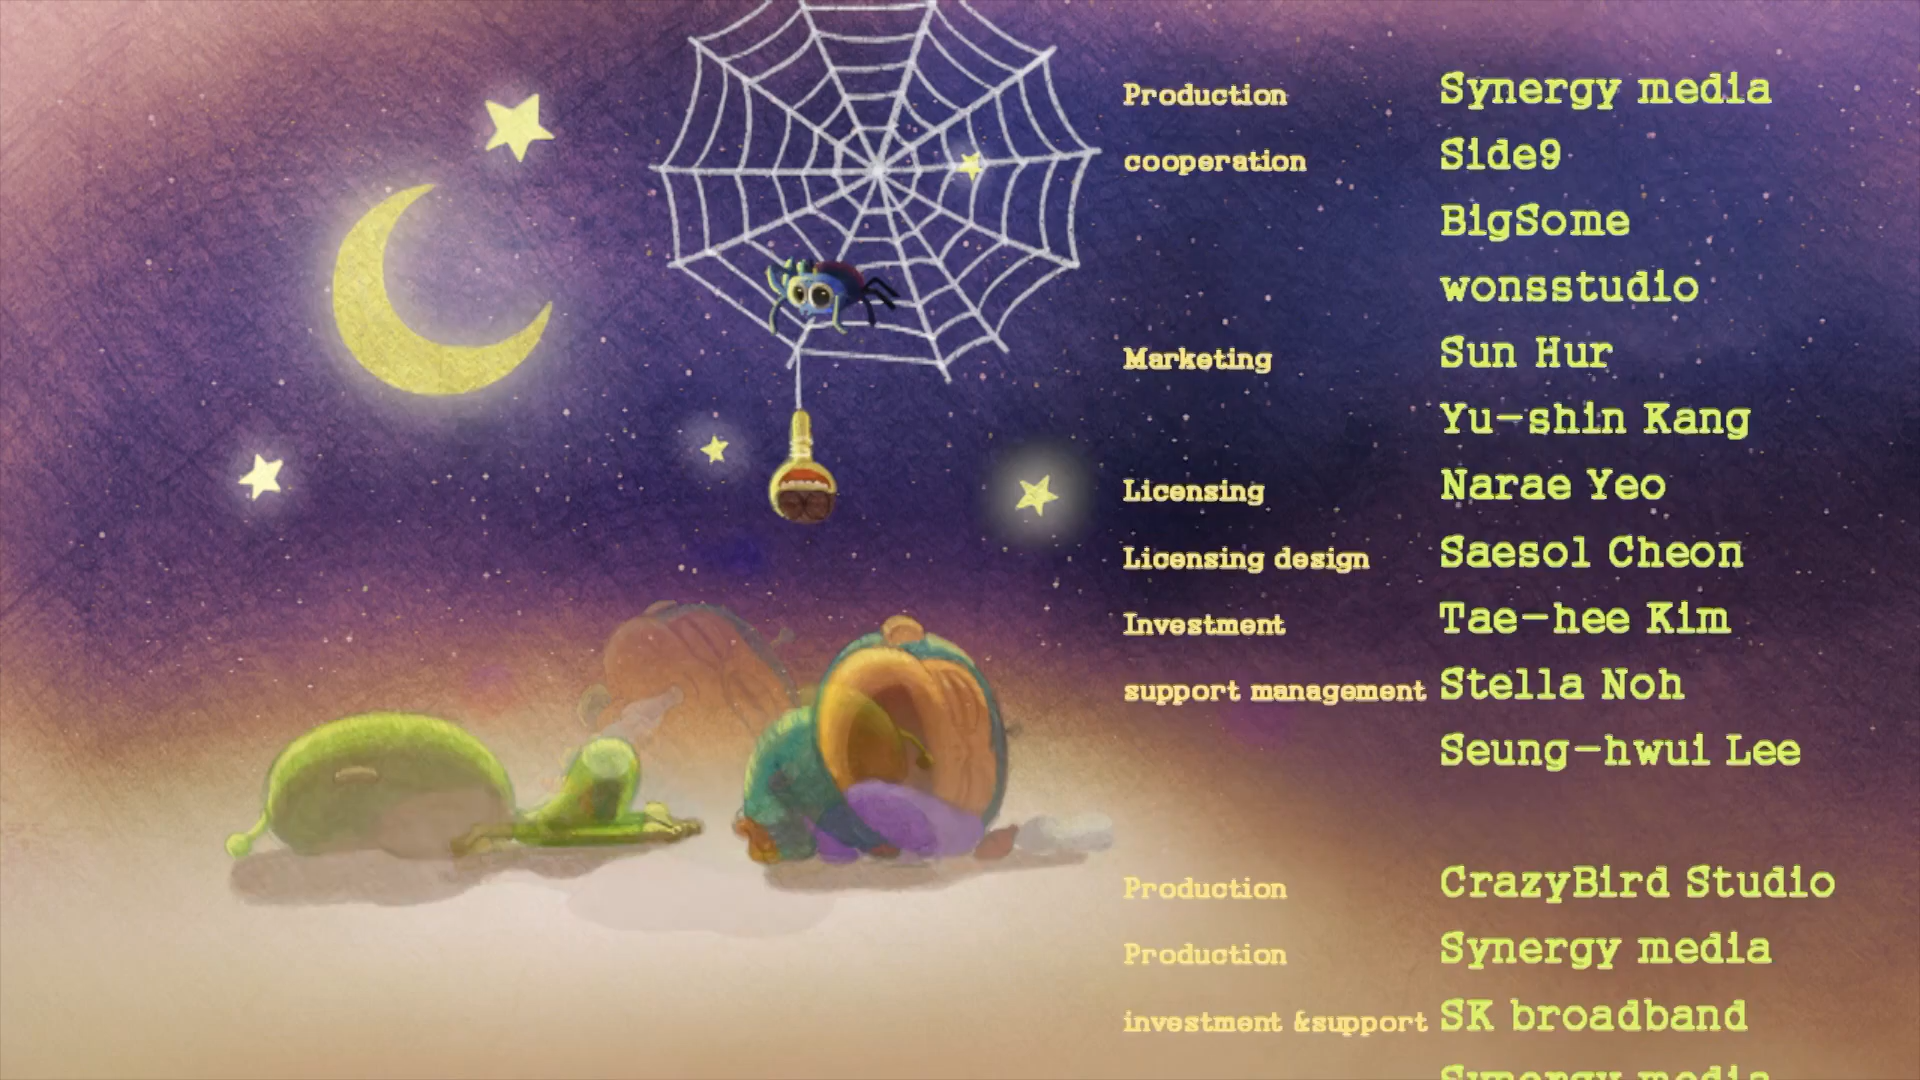 Production Synergy media
cooperation Side9
BigSome
wonsstudio
Marketing Sun Hur
Yu-shin Kang
Licensing Narae Yeo
Licensing design Saesol Cheon
Investment Tae-hee Kim
support management Stella Noh
Seung-hwui Lee
Production CrazyBird Studio
Production Synergy media
investment &support SK broadband
Synergy media